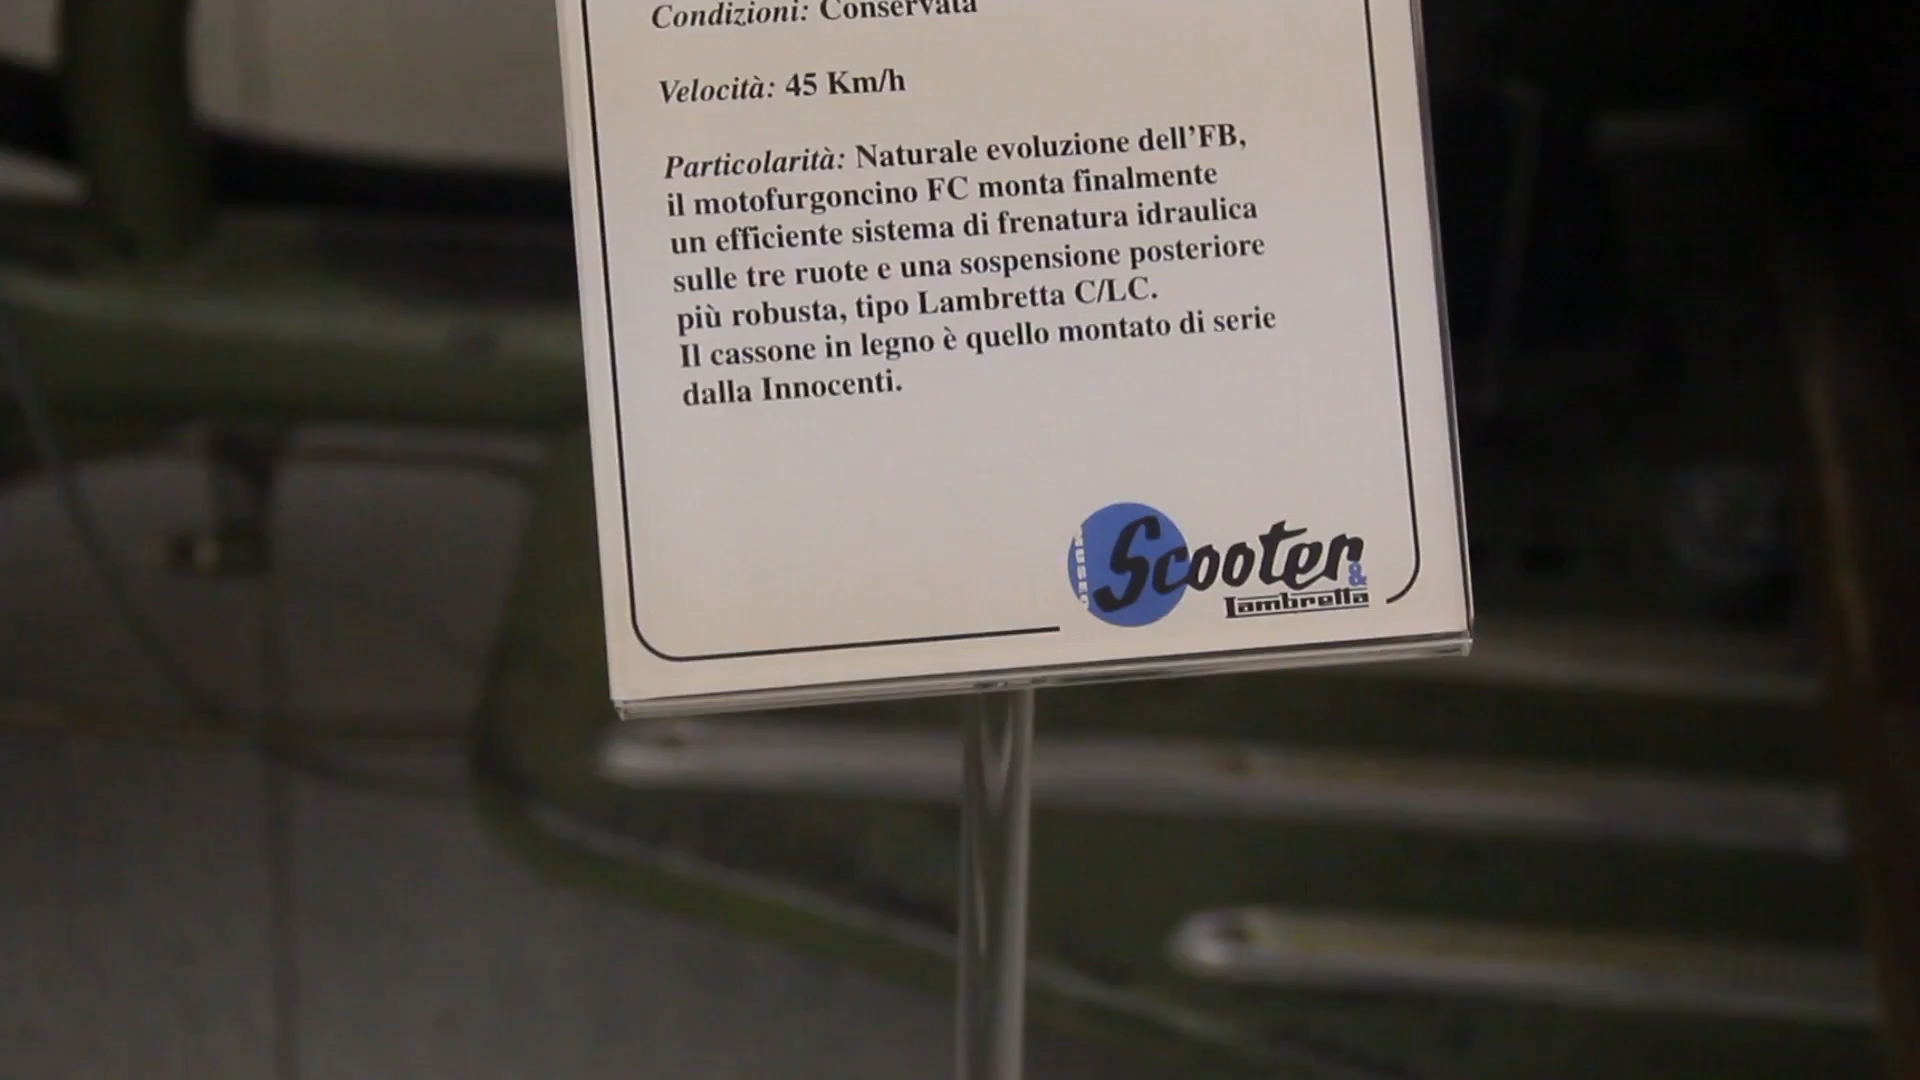 Condizioni: Conservata
Velocità: 45 Km/h
Particolarità: Naturale evoluzione dell'FB,
il motofurgoncino FC monta finalmente
un efficiente sistema di frenatura idraulica
sulle tre ruote e una sospensione posteriore
più robusta, tipo Lambretta C/LC.
Il cassone in legno è quello montato di serie
dalla Innocenti.
MUSEO
Scooter
&
Lambretta